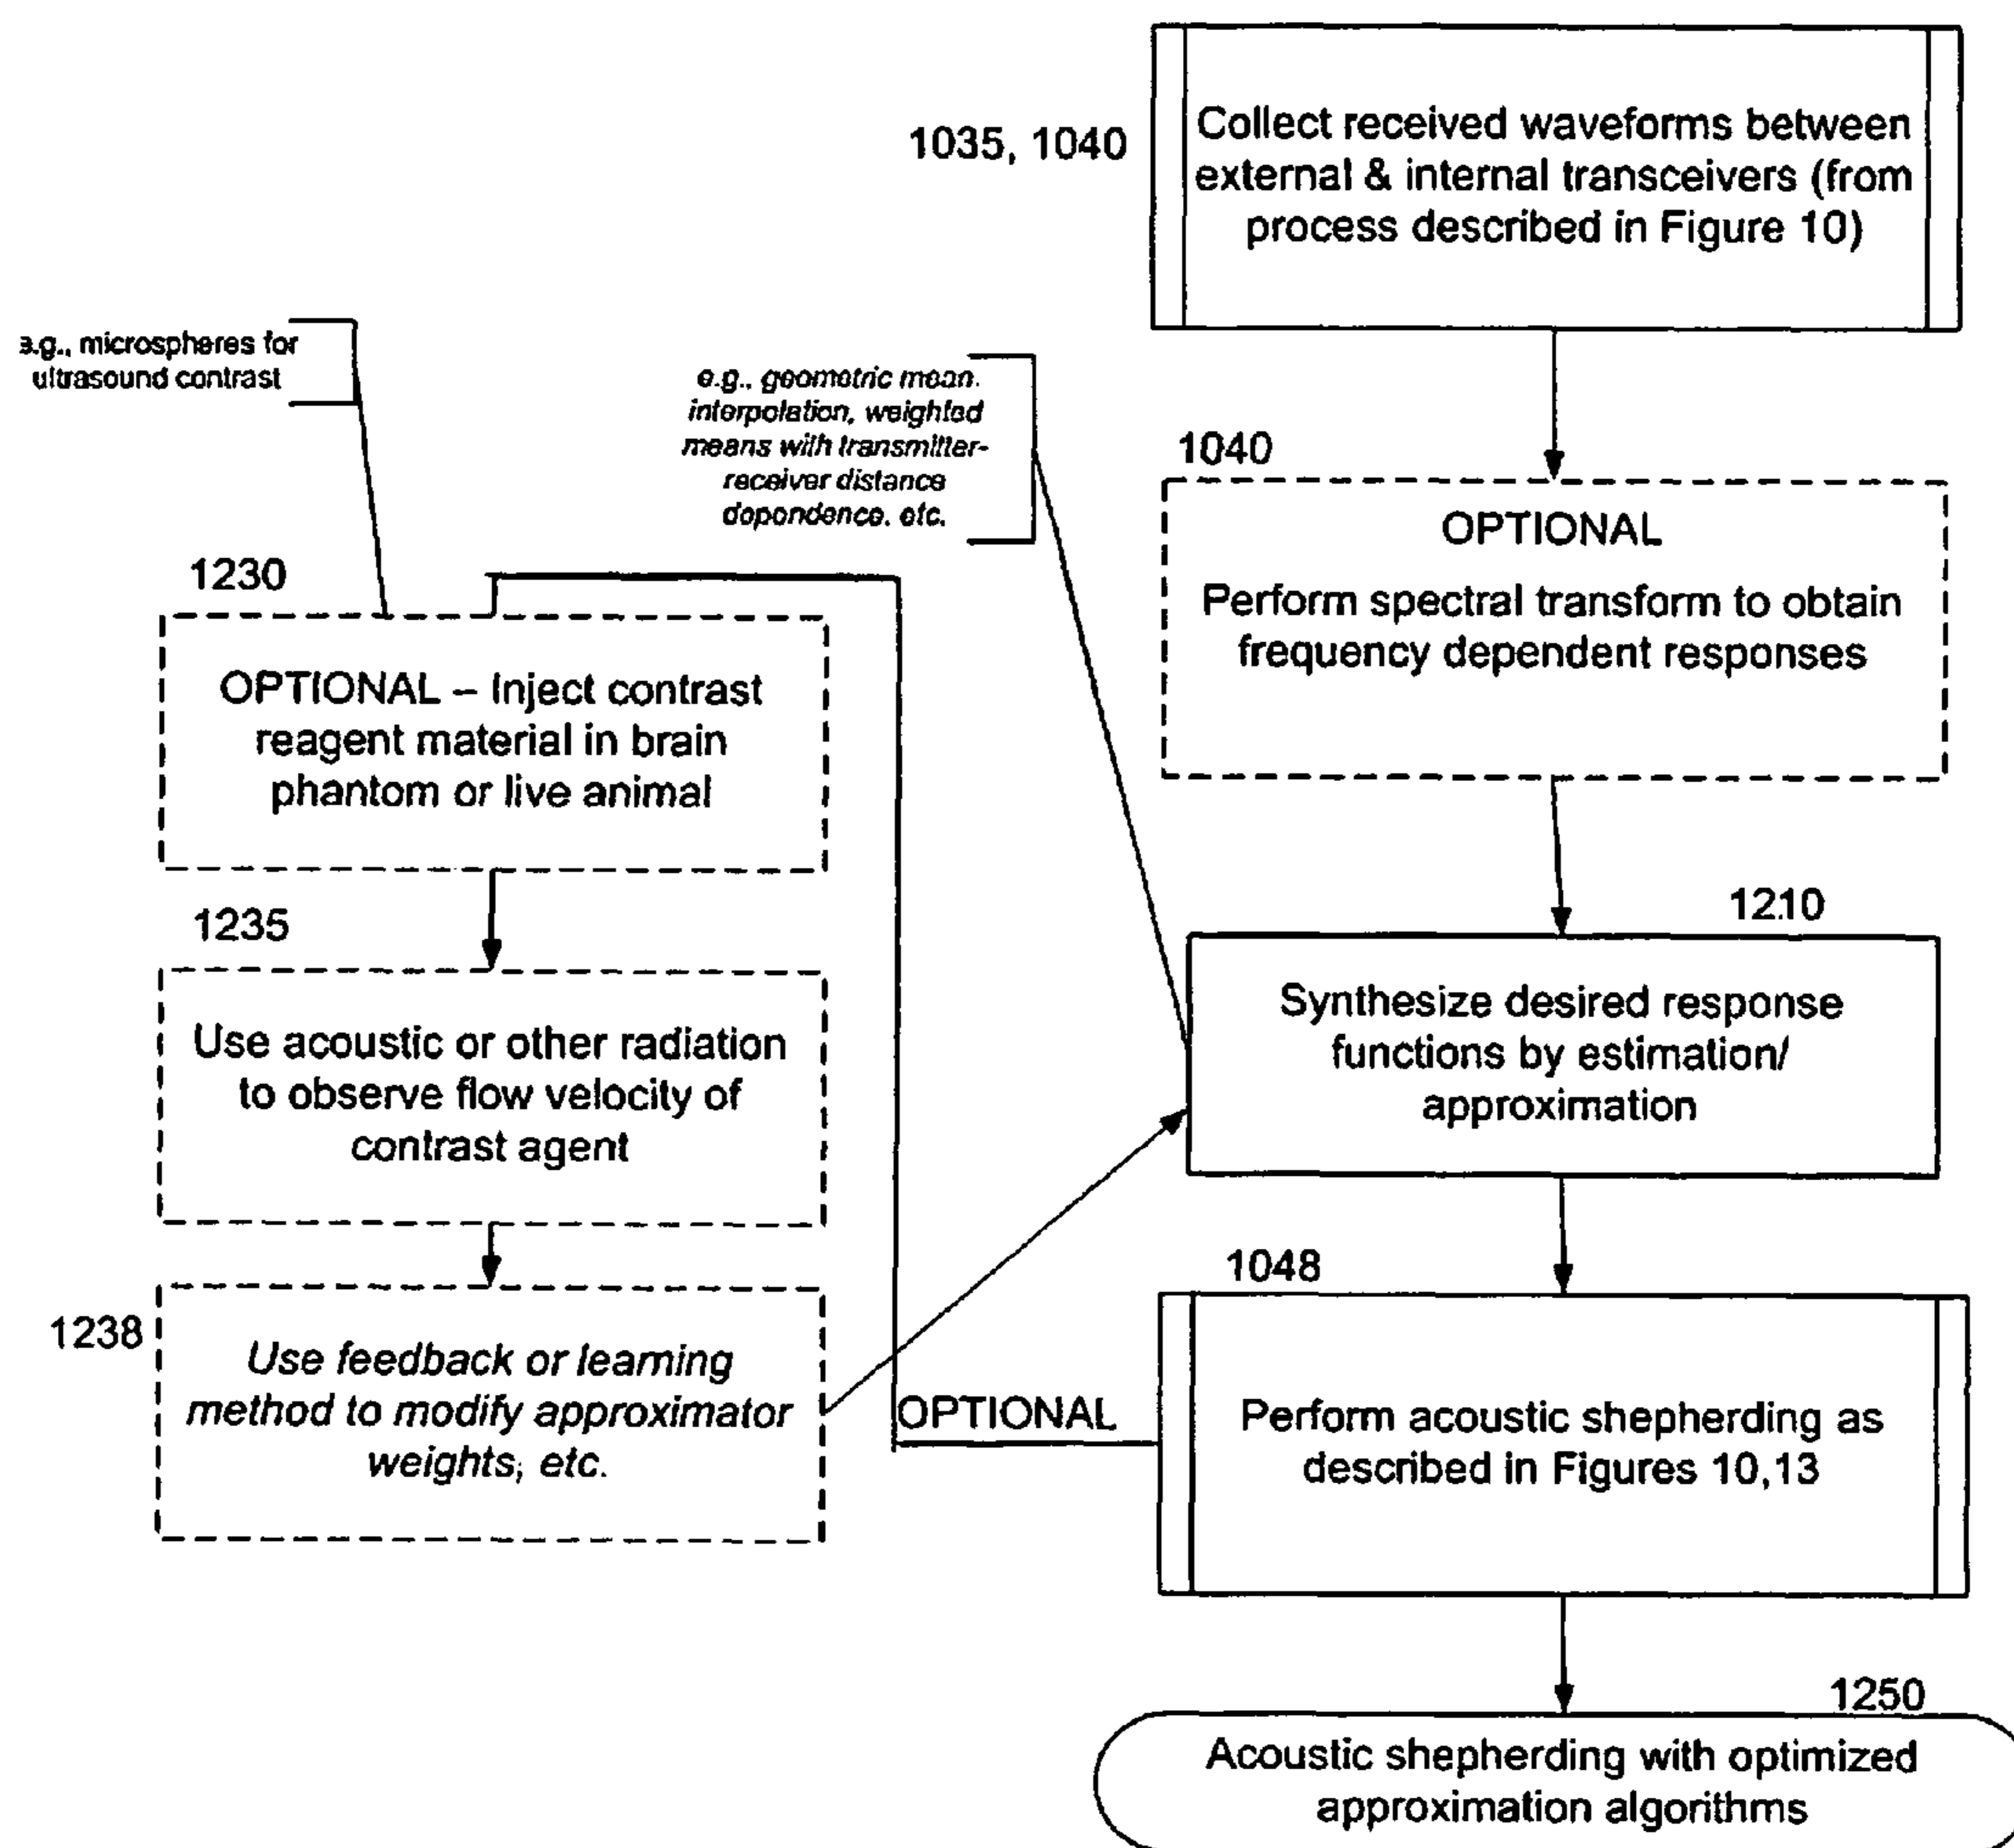 1035, 1040
Collect received waveforms between
external & internal transceivers (from
process described in Figure 10)
e.g., microspheres for
ultrasound contrast
e.g., geometric mean.
interpolation, weighted
means with transmitter-
receiver distance
dependence. etc.
1040
OPTIONAL
Perform spectral transform to obtain
frequency dependent responses
1230
OPTIONAL – Inject contrast
reagent material in brain
phantom or live animal
1235
Use acoustic or other radiation
to observe flow velocity of
contrast agent
1238
Use feedback or learning
method to modify approximator
weights, etc.
1210
Synthesize desired response
functions by estimation/
approximation
OPTIONAL
1048
Perform acoustic shepherding as
described in Figures 10,13
1250
Acoustic shepherding with optimized
approximation algorithms